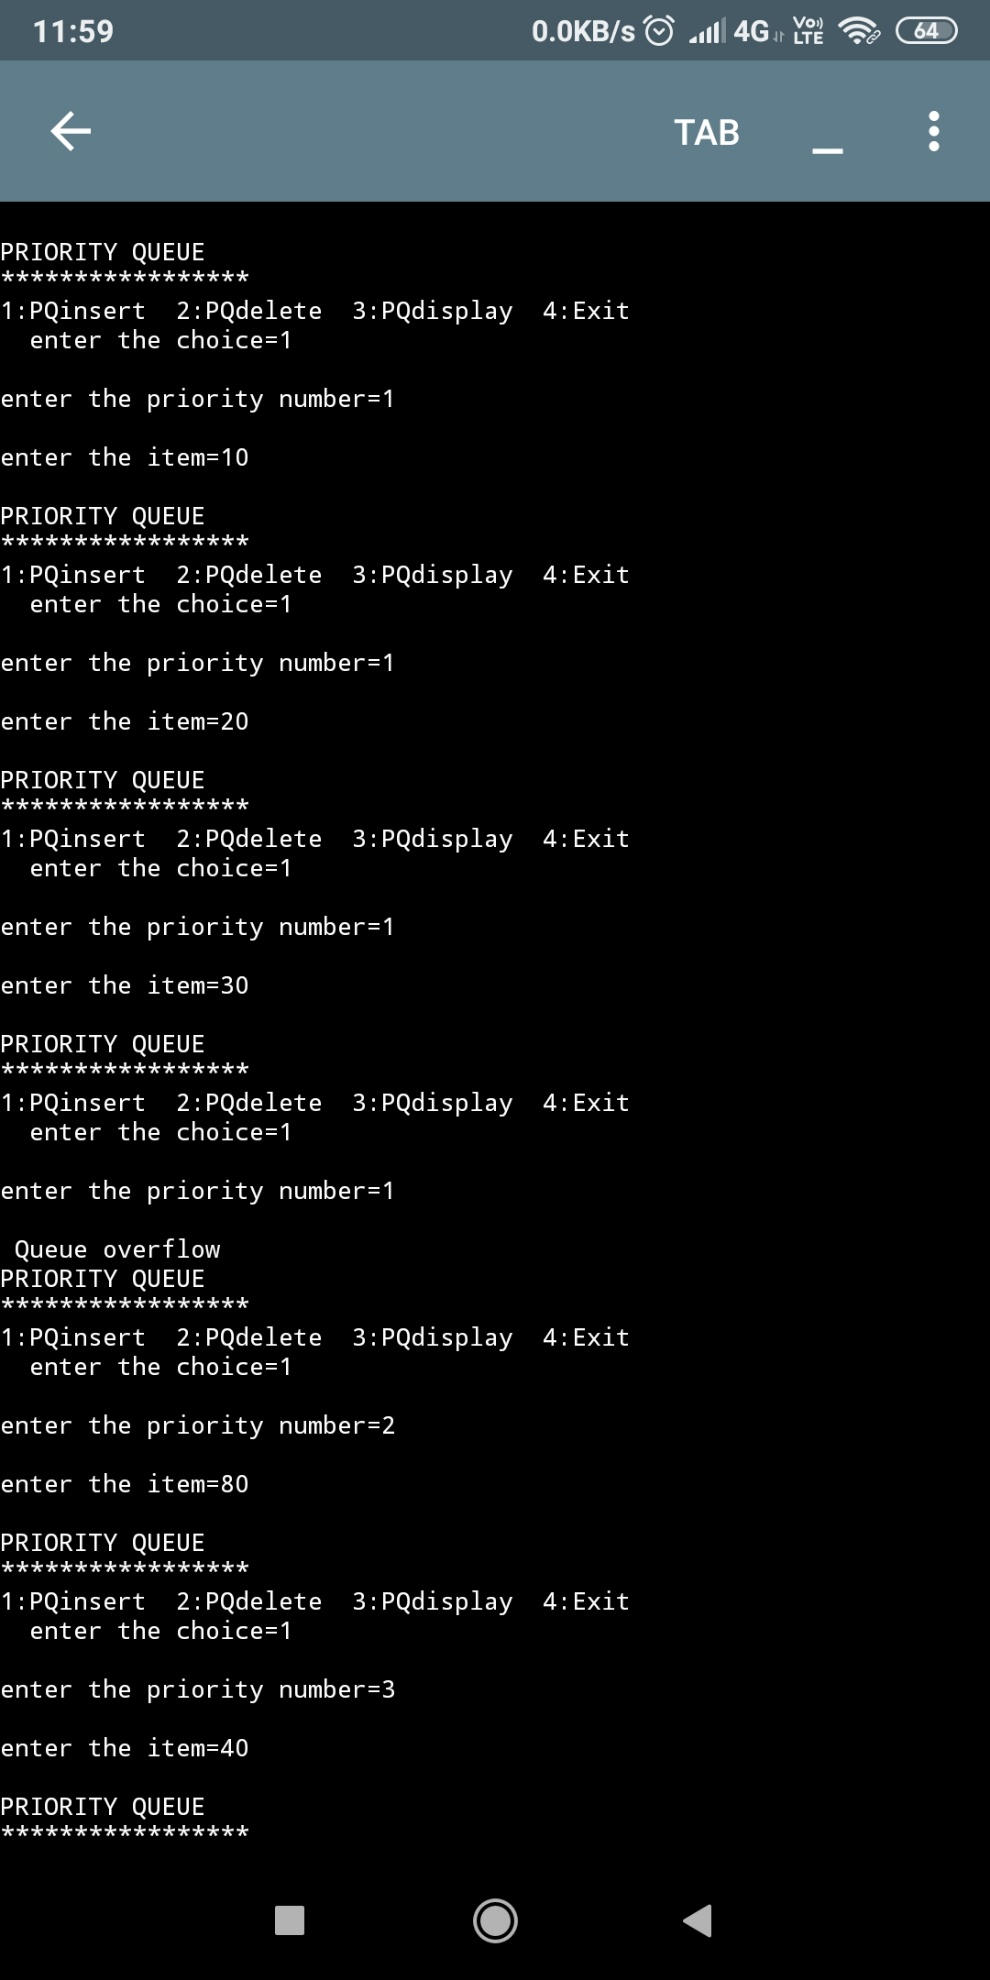 11:59 0.0KB/s 4G Vo)) LTE 64
TAB _
PRIORITY QUEUE
*****************
1:PQinsert  2:PQdelete  3:PQdisplay  4:Exit
  enter the choice=1
enter the priority number=1
enter the item=10
PRIORITY QUEUE
*****************
1:PQinsert  2:PQdelete  3:PQdisplay  4:Exit
  enter the choice=1
enter the priority number=1
enter the item=20
PRIORITY QUEUE
*****************
1:PQinsert  2:PQdelete  3:PQdisplay  4:Exit
  enter the choice=1
enter the priority number=1
enter the item=30
PRIORITY QUEUE
*****************
1:PQinsert  2:PQdelete  3:PQdisplay  4:Exit
  enter the choice=1
enter the priority number=1
 Queue overflow
PRIORITY QUEUE
*****************
1:PQinsert  2:PQdelete  3:PQdisplay  4:Exit
  enter the choice=1
enter the priority number=2
enter the item=80
PRIORITY QUEUE
*****************
1:PQinsert  2:PQdelete  3:PQdisplay  4:Exit
  enter the choice=1
enter the priority number=3
enter the item=40
PRIORITY QUEUE
*****************